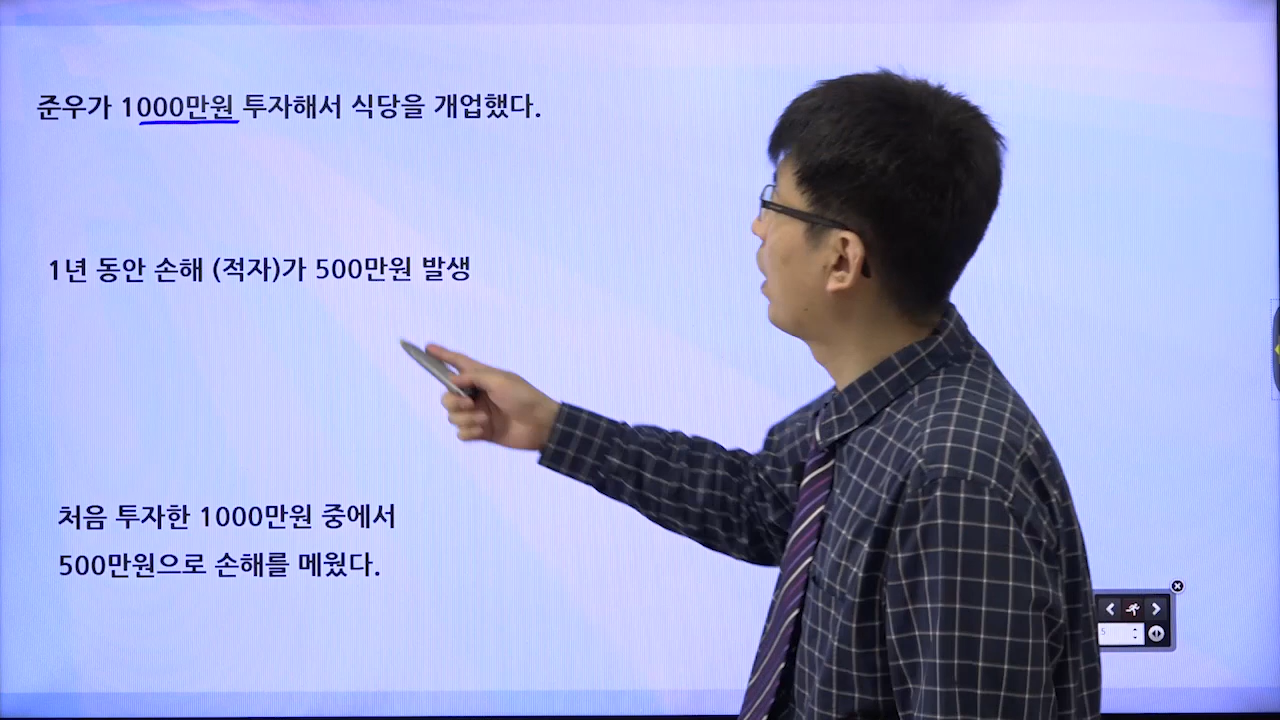 준우가 1000만원 투자해서 식당을 개업했다.
1년 동안 손해 (적자)가 500만원 발생
처음 투자한 1000만원 중에서
500만원으로 손해를 메웠다.
5